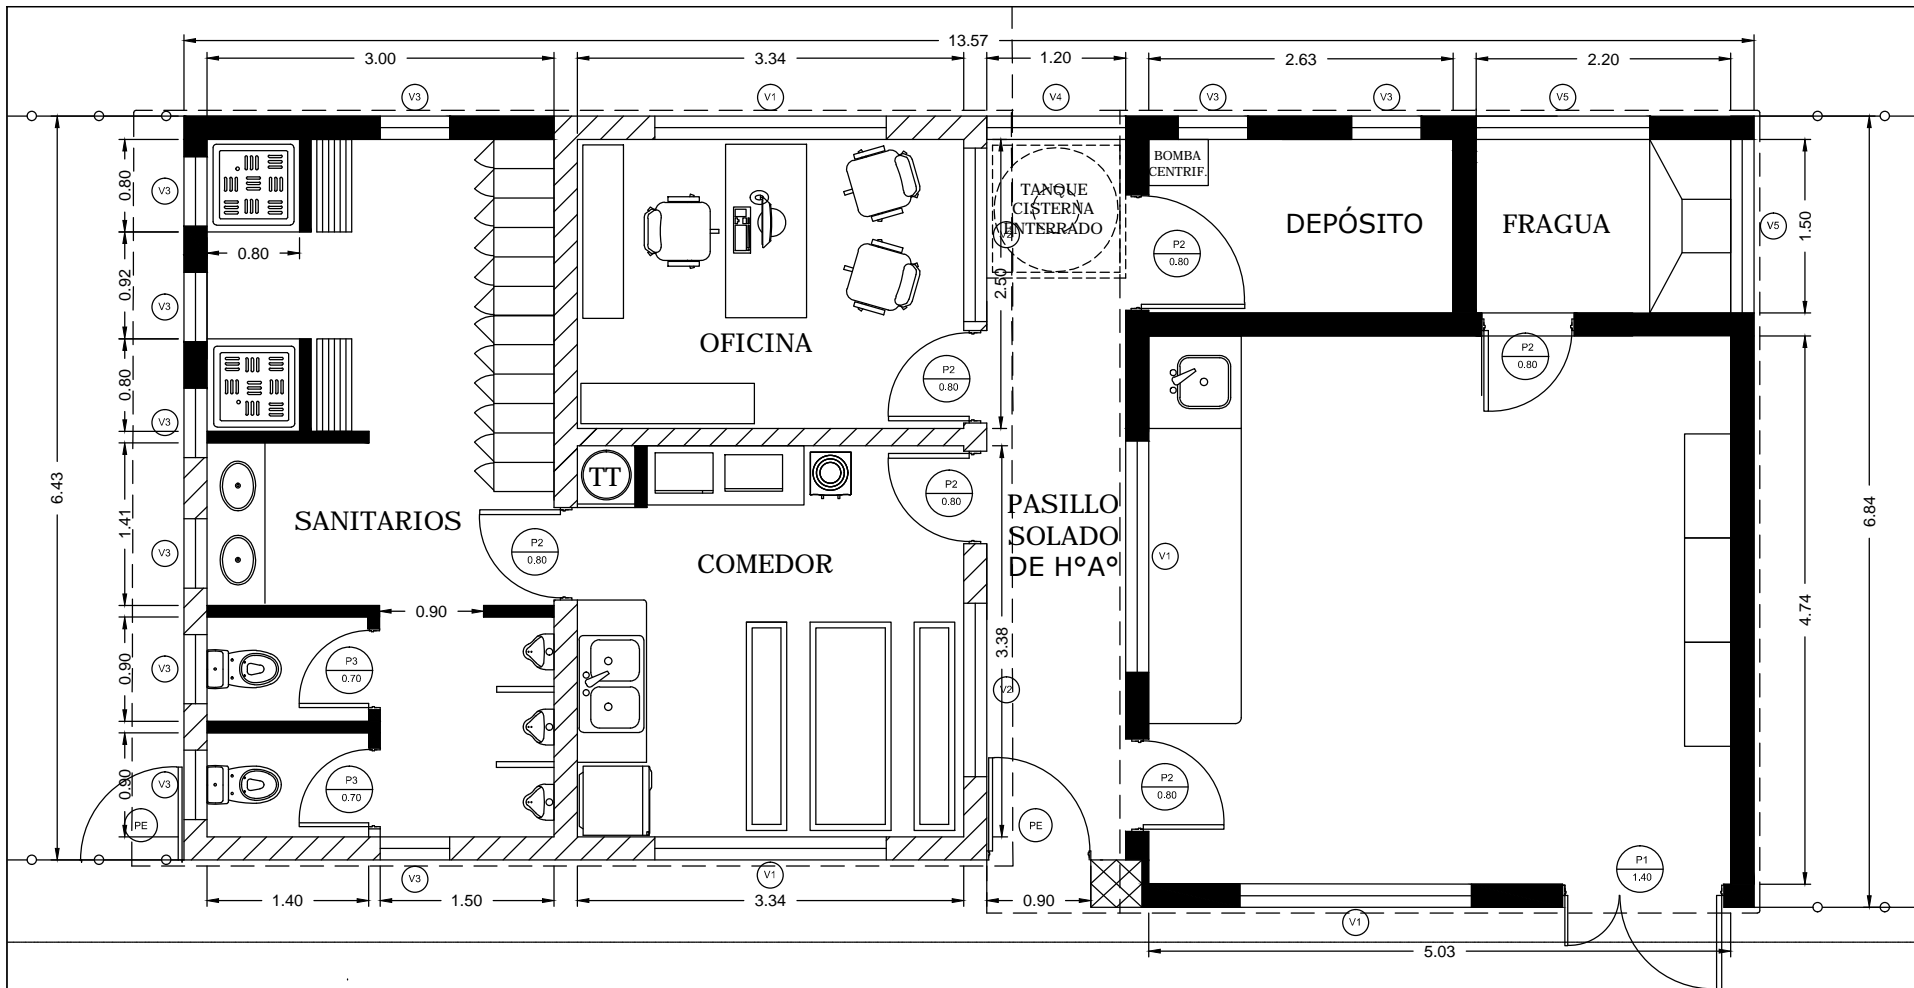 13.57
3.00
3.34
1.20
2.63
2.20
V3
V1
V4
V3
V3
V5
BOMBA
CENTRIF.
TANQUE
CISTERNA
ENTERRADO
V2
V3
0.80
0.80
P2
0.80
DEPÓSITO
FRAGUA
V5
1.50
2.50
0.92
V3
OFICINA
P2
0.80
P2
0.80
0.80
V3
6.43
TT
P2
0.80
PASILLO
SOLADO
DE HºAº
6.84
1.41
SANITARIOS
V3
P2
0.80
COMEDOR
V1
0.90
4.74
3.38
0.90
V3
P3
0.70
V2
0.90
V3
P3
0.70
P2
0.80
PE
PE
P1
1.40
V3
V1
1.40
1.50
3.34
0.90
V1
5.03